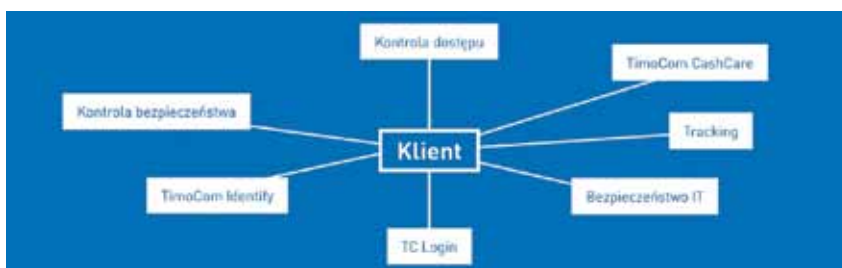 Kontrola dostępu
TimoCom CashCare
Kontrola bezpieczeństwa
Tracking
Klient
TimoCom Identify
Bezpieczeństwo IT
TC Login